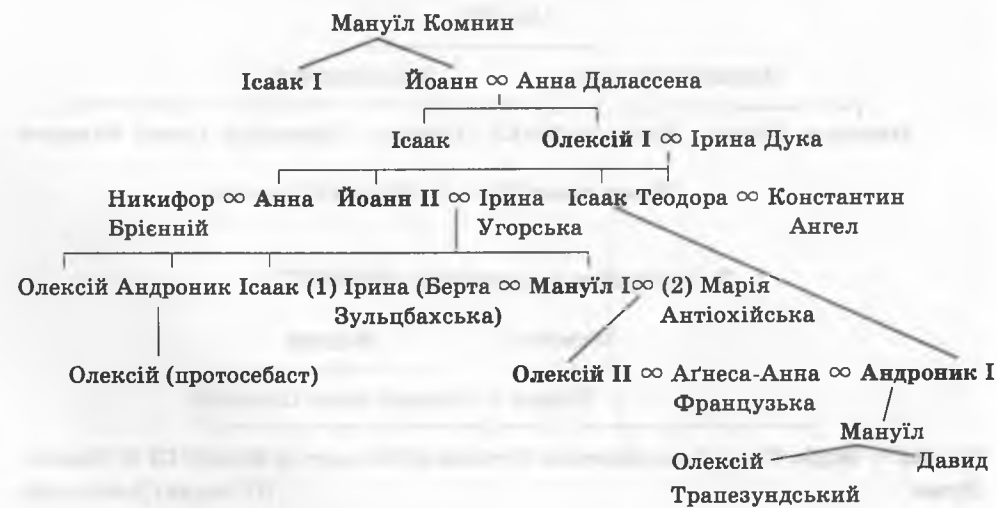 Мануїл Комнин
Ісаак I Йоанн ∞ Анна Далассена
Ісаак Олексій I ∞ Ірина Дука
Никифор ∞ Анна Йоанн II ∞ Ірина Ісаак Теодора ∞ Константин
Брієнній Угорська Ангел
Олексій Андроник Ісаак (1) Ірина (Берта ∞ Мануїл I∞ (2) Марія
Зульцбахська) Антіохійська
Олексій (протосебаст) Олексій II ∞ Аґнеса-Анна ∞ Андроник I
Французька
Мануїл
Олексій Давид
Трапезундський